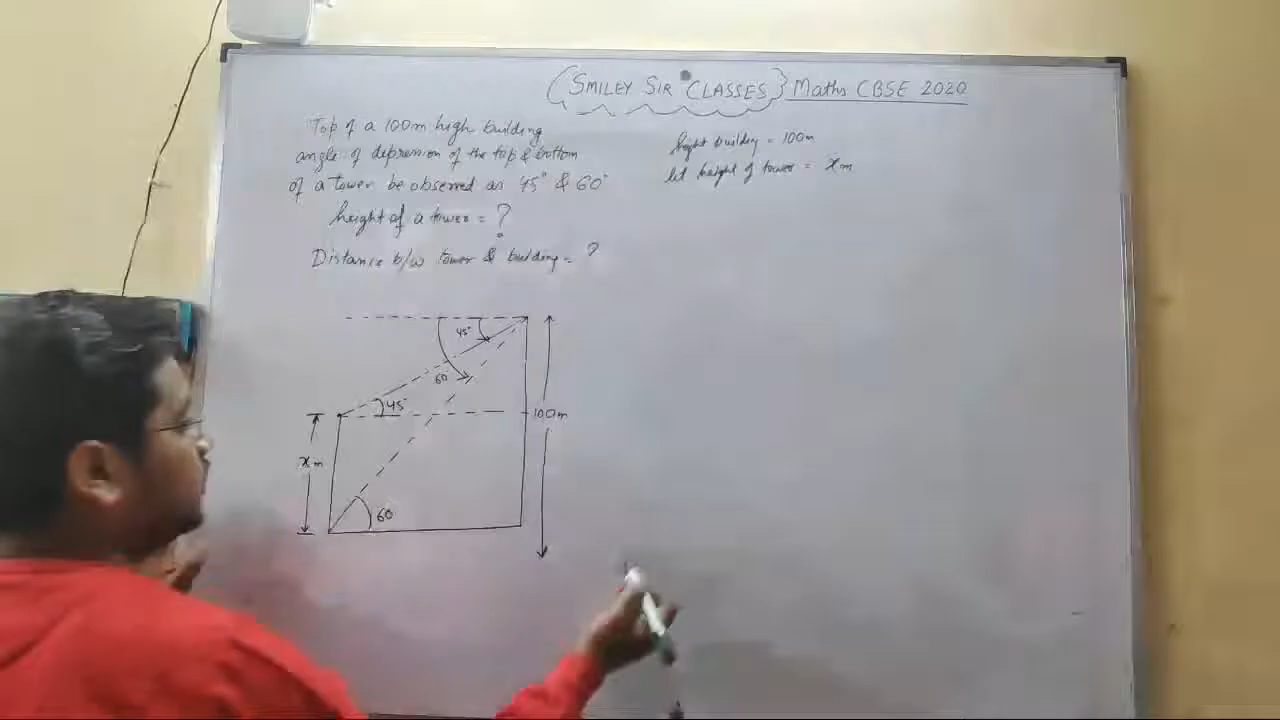 (SMILEY SIR CLASSES) Maths CBSE 2020
Top of a 100m high building
angle of depression of the top & bottom
of a tower be observed as 45° & 60°
height of a tower = ?
Distance b/w tower & building = ?
hight building = 100m
let height of tower = x m
45°
60
45°
100m
x m
60